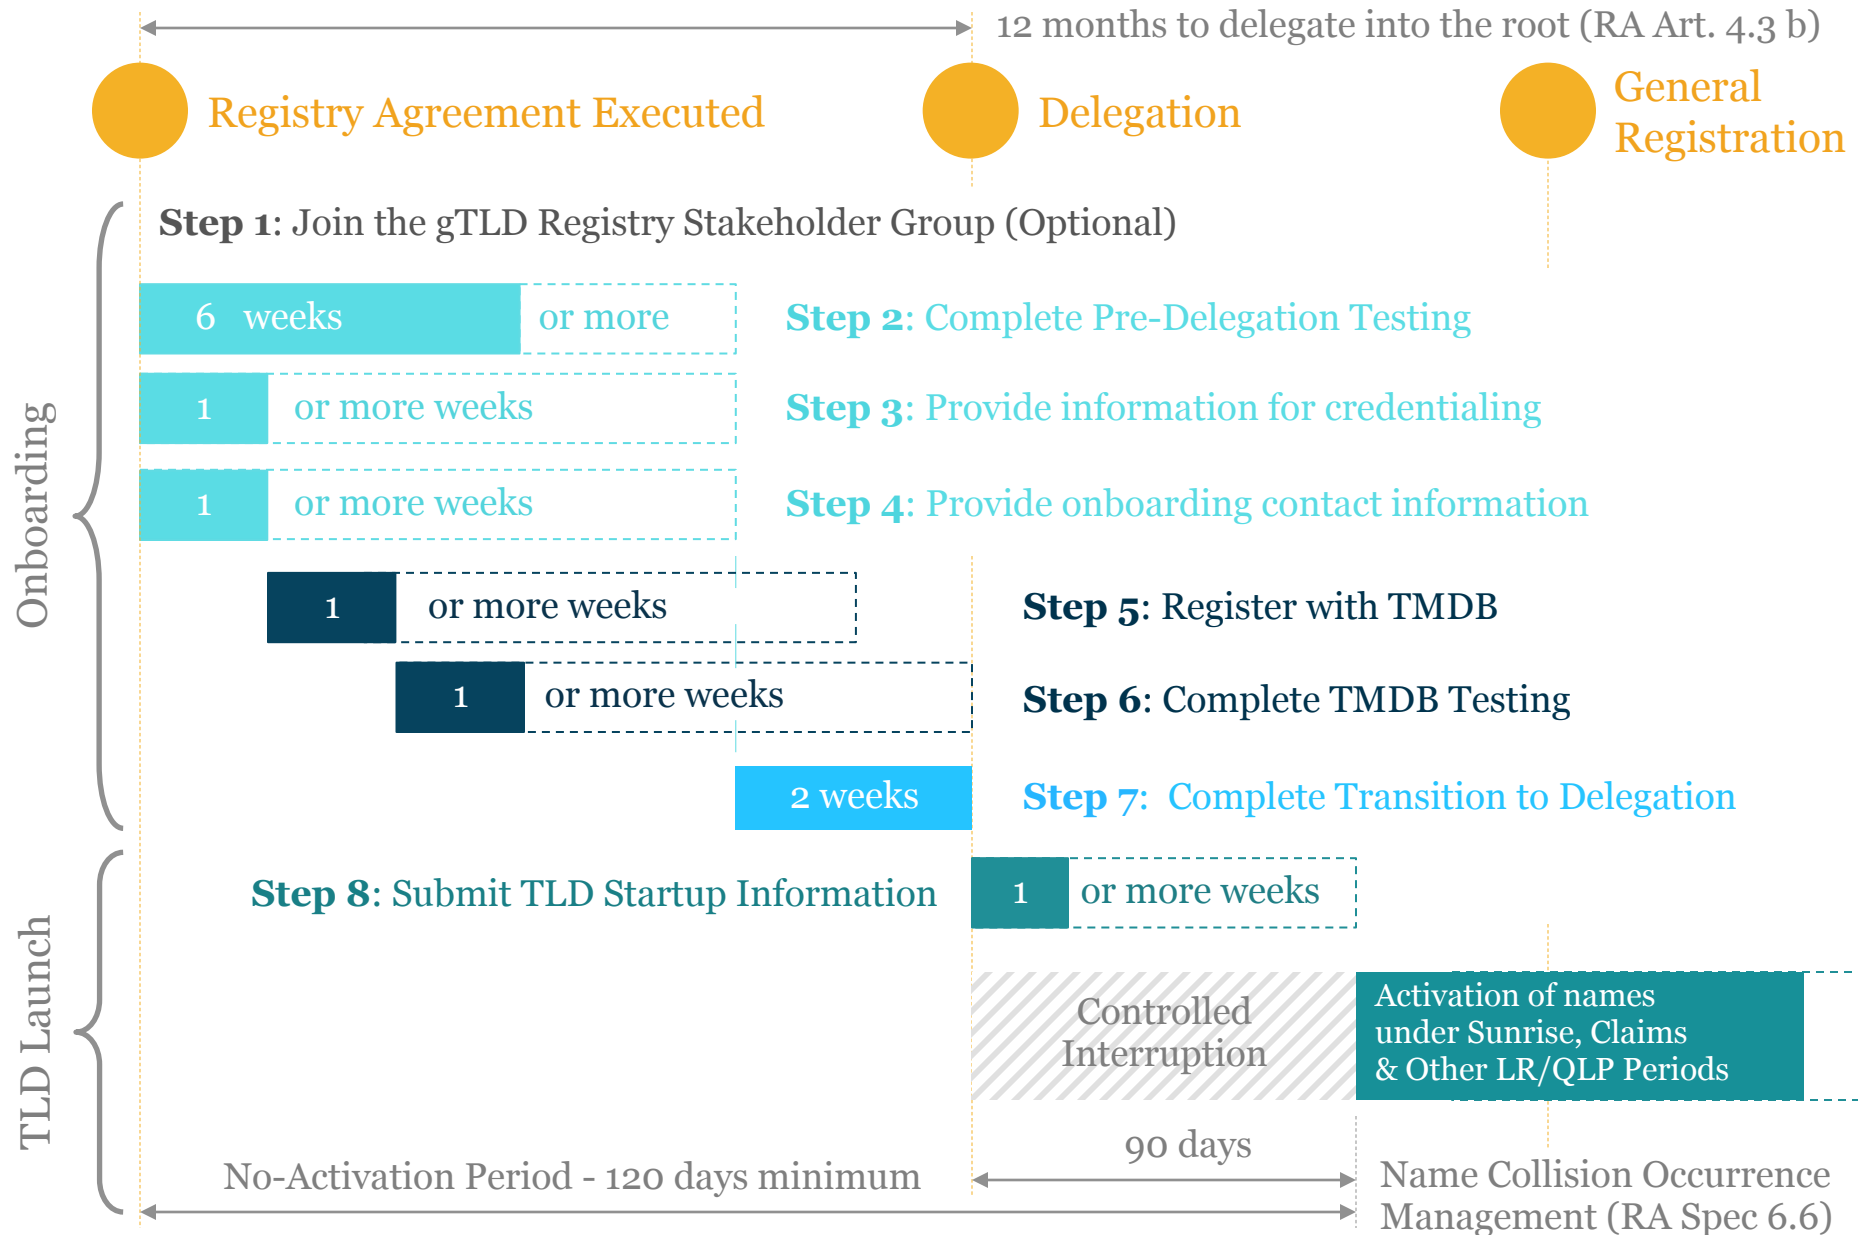 12 months to delegate into the root (RA Art. 4.3 b)
Registry Agreement Executed
Delegation
General
Registration
Onboarding
Step 1: Join the gTLD Registry Stakeholder Group (Optional)
6 weeks or more
Step 2: Complete Pre-Delegation Testing
1 or more weeks
Step 3: Provide information for credentialing
1 or more weeks
Step 4: Provide onboarding contact information
1 or more weeks
Step 5: Register with TMDB
1 or more weeks
Step 6: Complete TMDB Testing
2 weeks
Step 7: Complete Transition to Delegation
TLD Launch
Step 8: Submit TLD Startup Information
1 or more weeks
Controlled
Interruption
Activation of names
under Sunrise, Claims
& Other LR/QLP Periods
90 days
No-Activation Period - 120 days minimum
Name Collision Occurrence
Management (RA Spec 6.6)